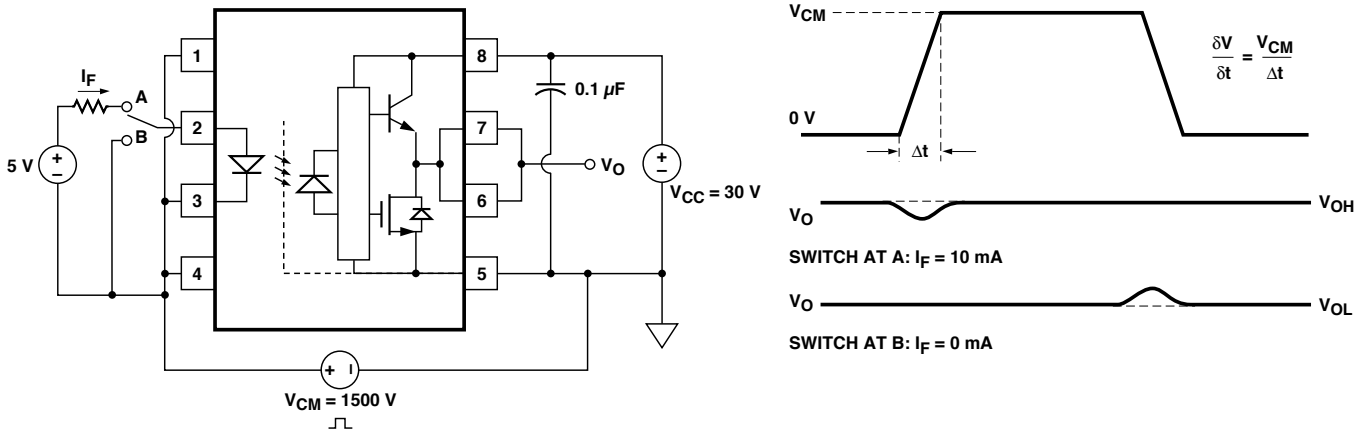 1
2
3
4
8
7
6
5
I_F
A
B
5 V
+
−
0.1 µF
V_O
+
−
V_CC = 30 V
+ −
V_CM = 1500 V
V_CM
0 V
Δt
δV/δt = V_CM/Δt
V_O
V_OH
SWITCH AT A: I_F = 10 mA
V_O
V_OL
SWITCH AT B: I_F = 0 mA